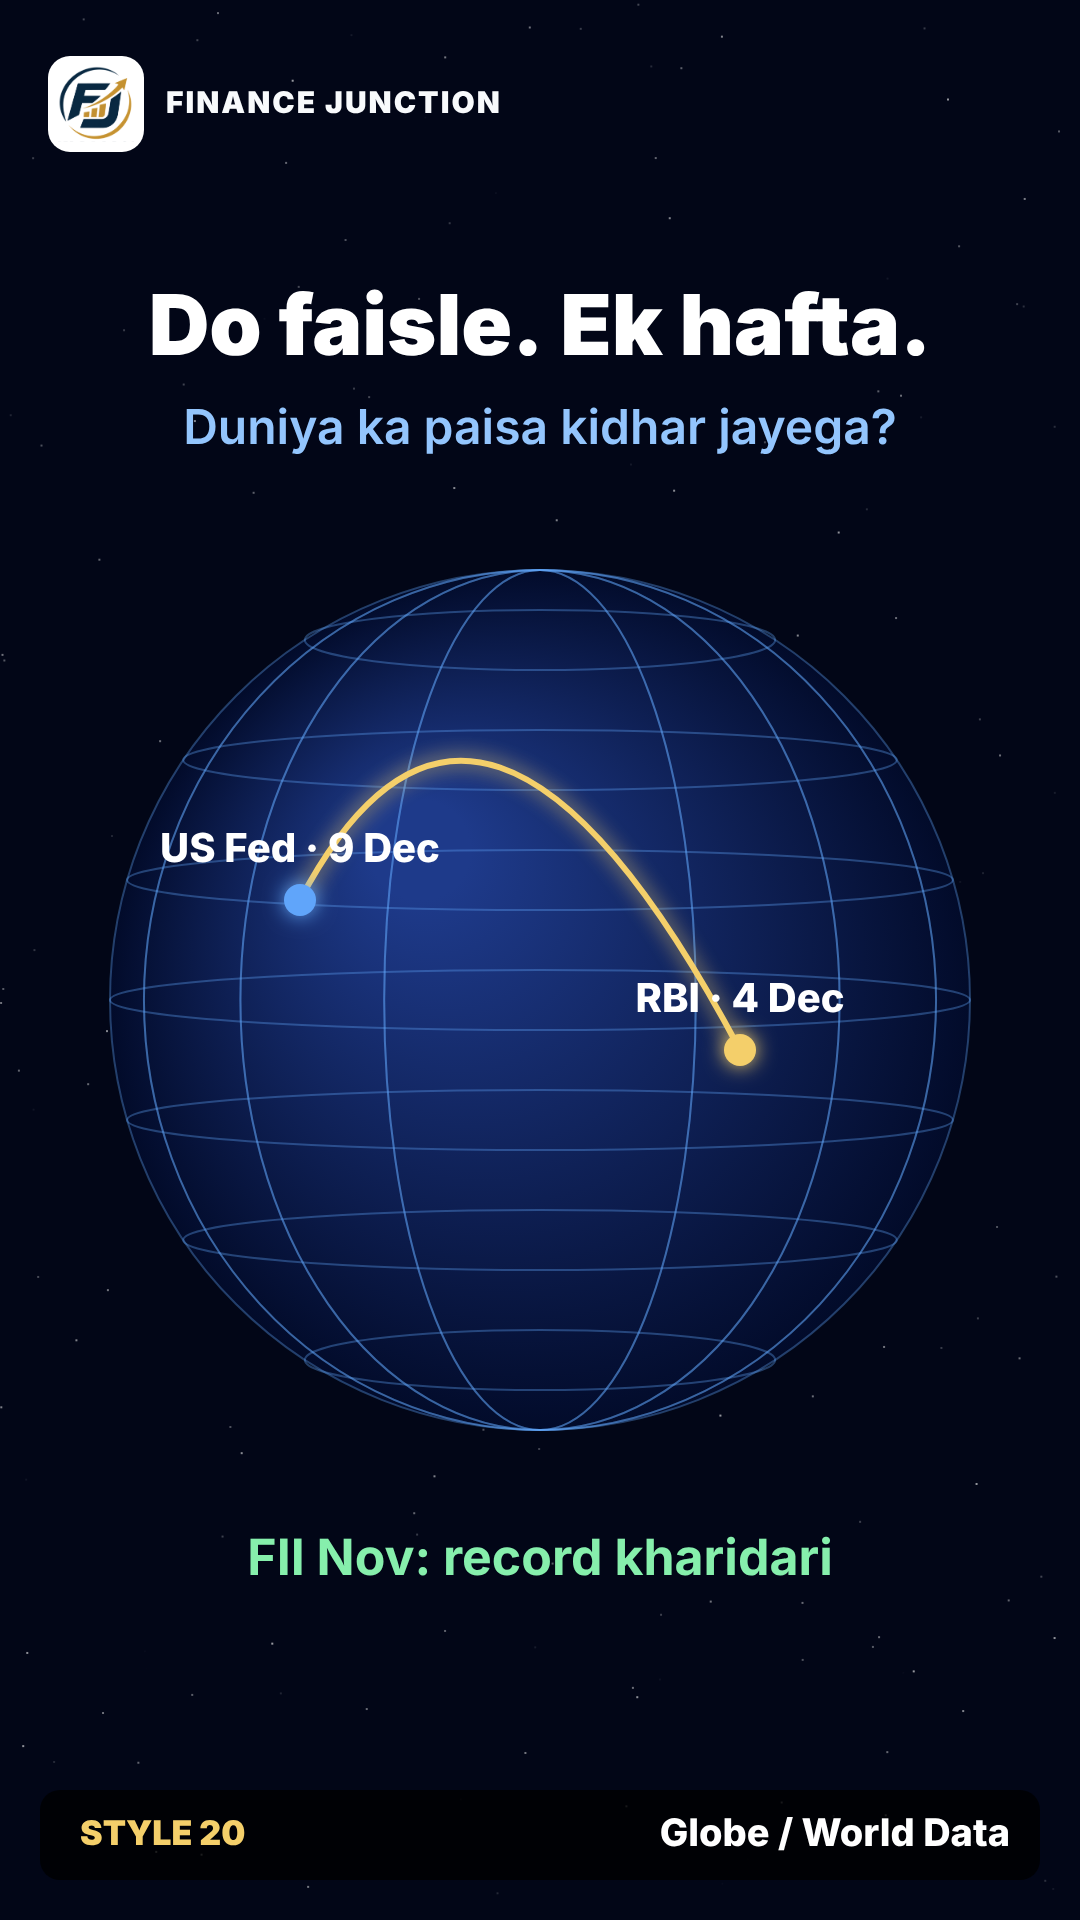 FJ
FINANCE JUNCTION
Do faisle. Ek hafta.
Duniya ka paisa kidhar jayega?
US Fed · 9 Dec
RBI · 4 Dec
FII Nov: record kharidari
STYLE 20
Globe / World Data